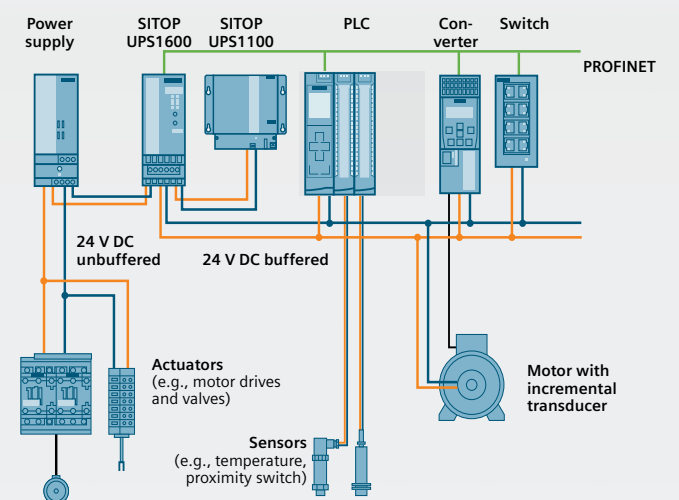 Power
supply
SITOP
UPS1600
SITOP
UPS1100
PLC
Con-
verter
Switch
PROFINET
24 V DC
unbuffered
24 V DC buffered
Actuators
(e.g., motor drives
and valves)
Motor with
incremental
transducer
Sensors
(e.g., temperature,
proximity switch)